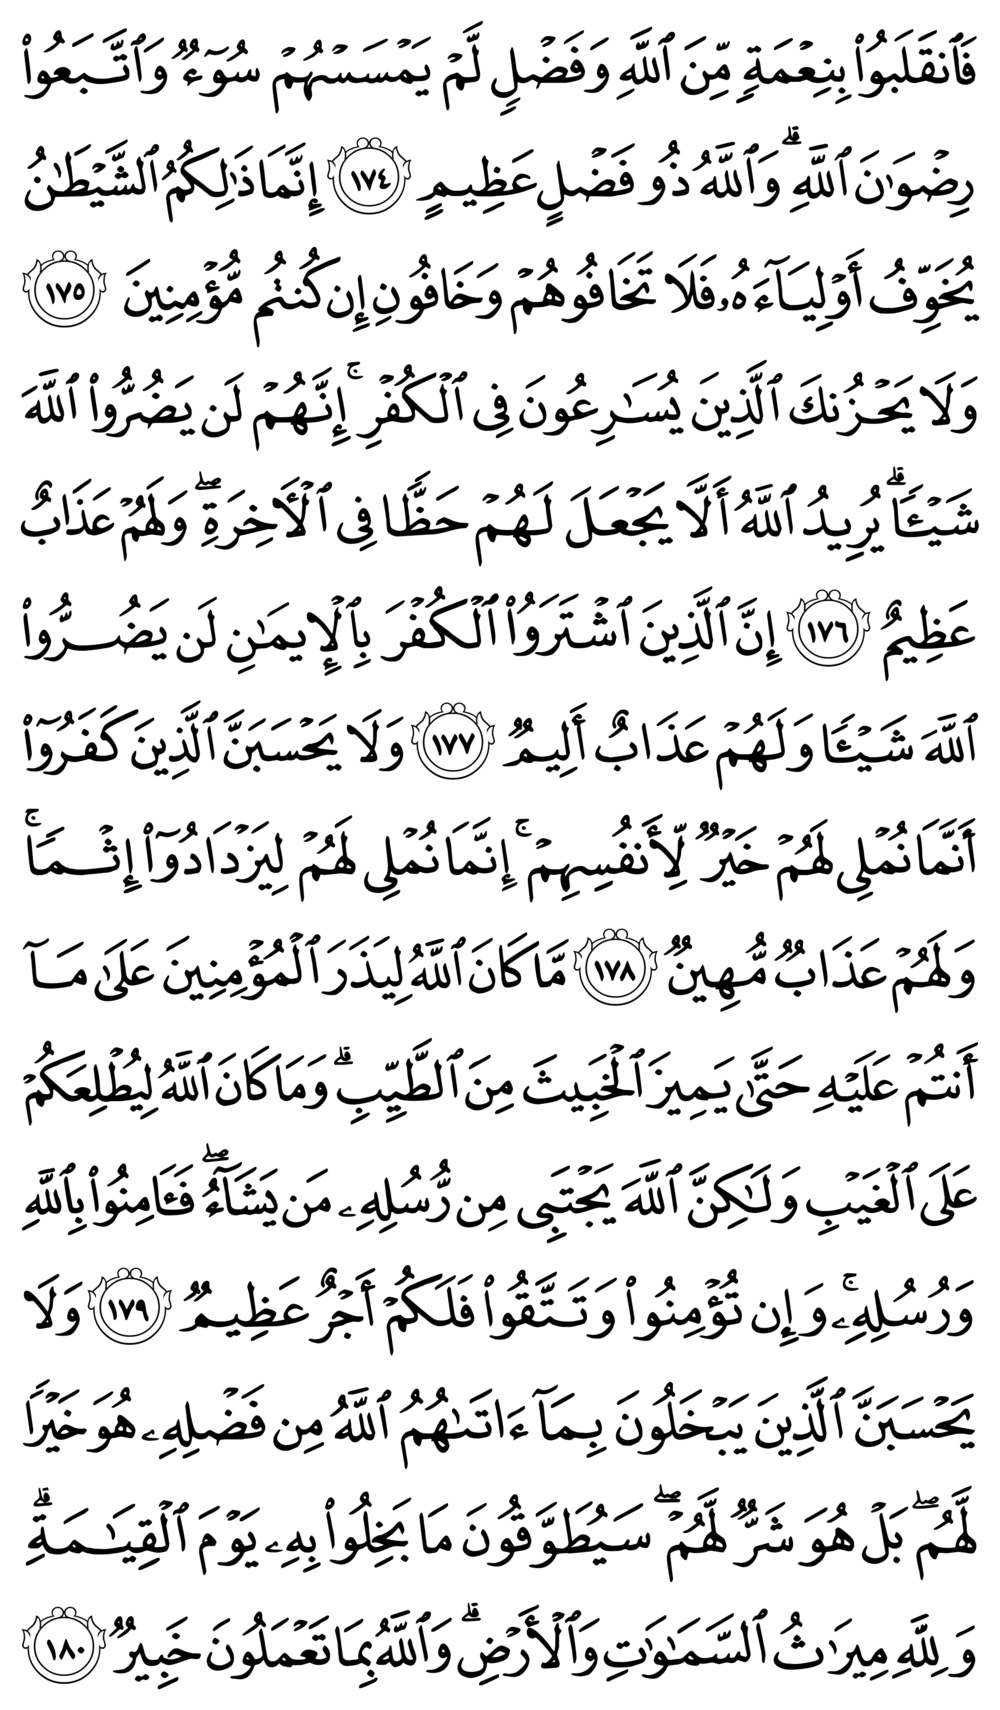 فَٱنقَلَبُوا۟ بِنِعۡمَةٖ مِّنَ ٱللَّهِ وَفَضۡلٖ لَّمۡ يَمۡسَسۡهُمۡ سُوٓءٞ وَٱتَّبَعُوا۟
رِضۡوَٰنَ ٱللَّهِۗ وَٱللَّهُ ذُو فَضۡلٍ عَظِيمٍ ١٧٤ إِنَّمَا ذَٰلِكُمُ ٱلشَّيۡطَٰنُ
يُخَوِّفُ أَوۡلِيَآءَهُۥ فَلَا تَخَافُوهُمۡ وَخَافُونِ إِن كُنتُم مُّؤۡمِنِينَ ١٧٥
وَلَا يَحۡزُنكَ ٱلَّذِينَ يُسَٰرِعُونَ فِي ٱلۡكُفۡرِۚ إِنَّهُمۡ لَن يَضُرُّوا۟ ٱللَّهَ
شَيۡـٔٗاۗ يُرِيدُ ٱللَّهُ أَلَّا يَجۡعَلَ لَهُمۡ حَظّٗا فِي ٱلۡأٓخِرَةِۖ وَلَهُمۡ عَذَابٌ
عَظِيمٌ ١٧٦ إِنَّ ٱلَّذِينَ ٱشۡتَرَوُا۟ ٱلۡكُفۡرَ بِٱلۡإِيمَٰنِ لَن يَضُرُّوا۟
ٱللَّهَ شَيۡـٔٗا وَلَهُمۡ عَذَابٌ أَلِيمٞ ١٧٧ وَلَا يَحۡسَبَنَّ ٱلَّذِينَ كَفَرُوٓا۟
أَنَّمَا نُمۡلِي لَهُمۡ خَيۡرٞ لِّأَنفُسِهِمۡۚ إِنَّمَا نُمۡلِي لَهُمۡ لِيَزۡدَادُوٓا۟ إِثۡمٗاۚ
وَلَهُمۡ عَذَابٞ مُّهِينٞ ١٧٨ مَّا كَانَ ٱللَّهُ لِيَذَرَ ٱلۡمُؤۡمِنِينَ عَلَىٰ مَآ
أَنتُمۡ عَلَيۡهِ حَتَّىٰ يَمِيزَ ٱلۡخَبِيثَ مِنَ ٱلطَّيِّبِۗ وَمَا كَانَ ٱللَّهُ لِيُطۡلِعَكُمۡ
عَلَى ٱلۡغَيۡبِ وَلَٰكِنَّ ٱللَّهَ يَجۡتَبِي مِن رُّسُلِهِۦ مَن يَشَآءُۖ فَـَٔامِنُوا۟ بِٱللَّهِ
وَرُسُلِهِۦۚ وَإِن تُؤۡمِنُوا۟ وَتَتَّقُوا۟ فَلَكُمۡ أَجۡرٌ عَظِيمٞ ١٧٩ وَلَا
يَحۡسَبَنَّ ٱلَّذِينَ يَبۡخَلُونَ بِمَآ ءَاتَىٰهُمُ ٱللَّهُ مِن فَضۡلِهِۦ هُوَ خَيۡرٗا
لَّهُمۖ بَلۡ هُوَ شَرّٞ لَّهُمۡۖ سَيُطَوَّقُونَ مَا بَخِلُوا۟ بِهِۦ يَوۡمَ ٱلۡقِيَٰمَةِۗ
وَلِلَّهِ مِيرَٰثُ ٱلسَّمَٰوَٰتِ وَٱلۡأَرۡضِۗ وَٱللَّهُ بِمَا تَعۡمَلُونَ خَبِيرٞ ١٨٠